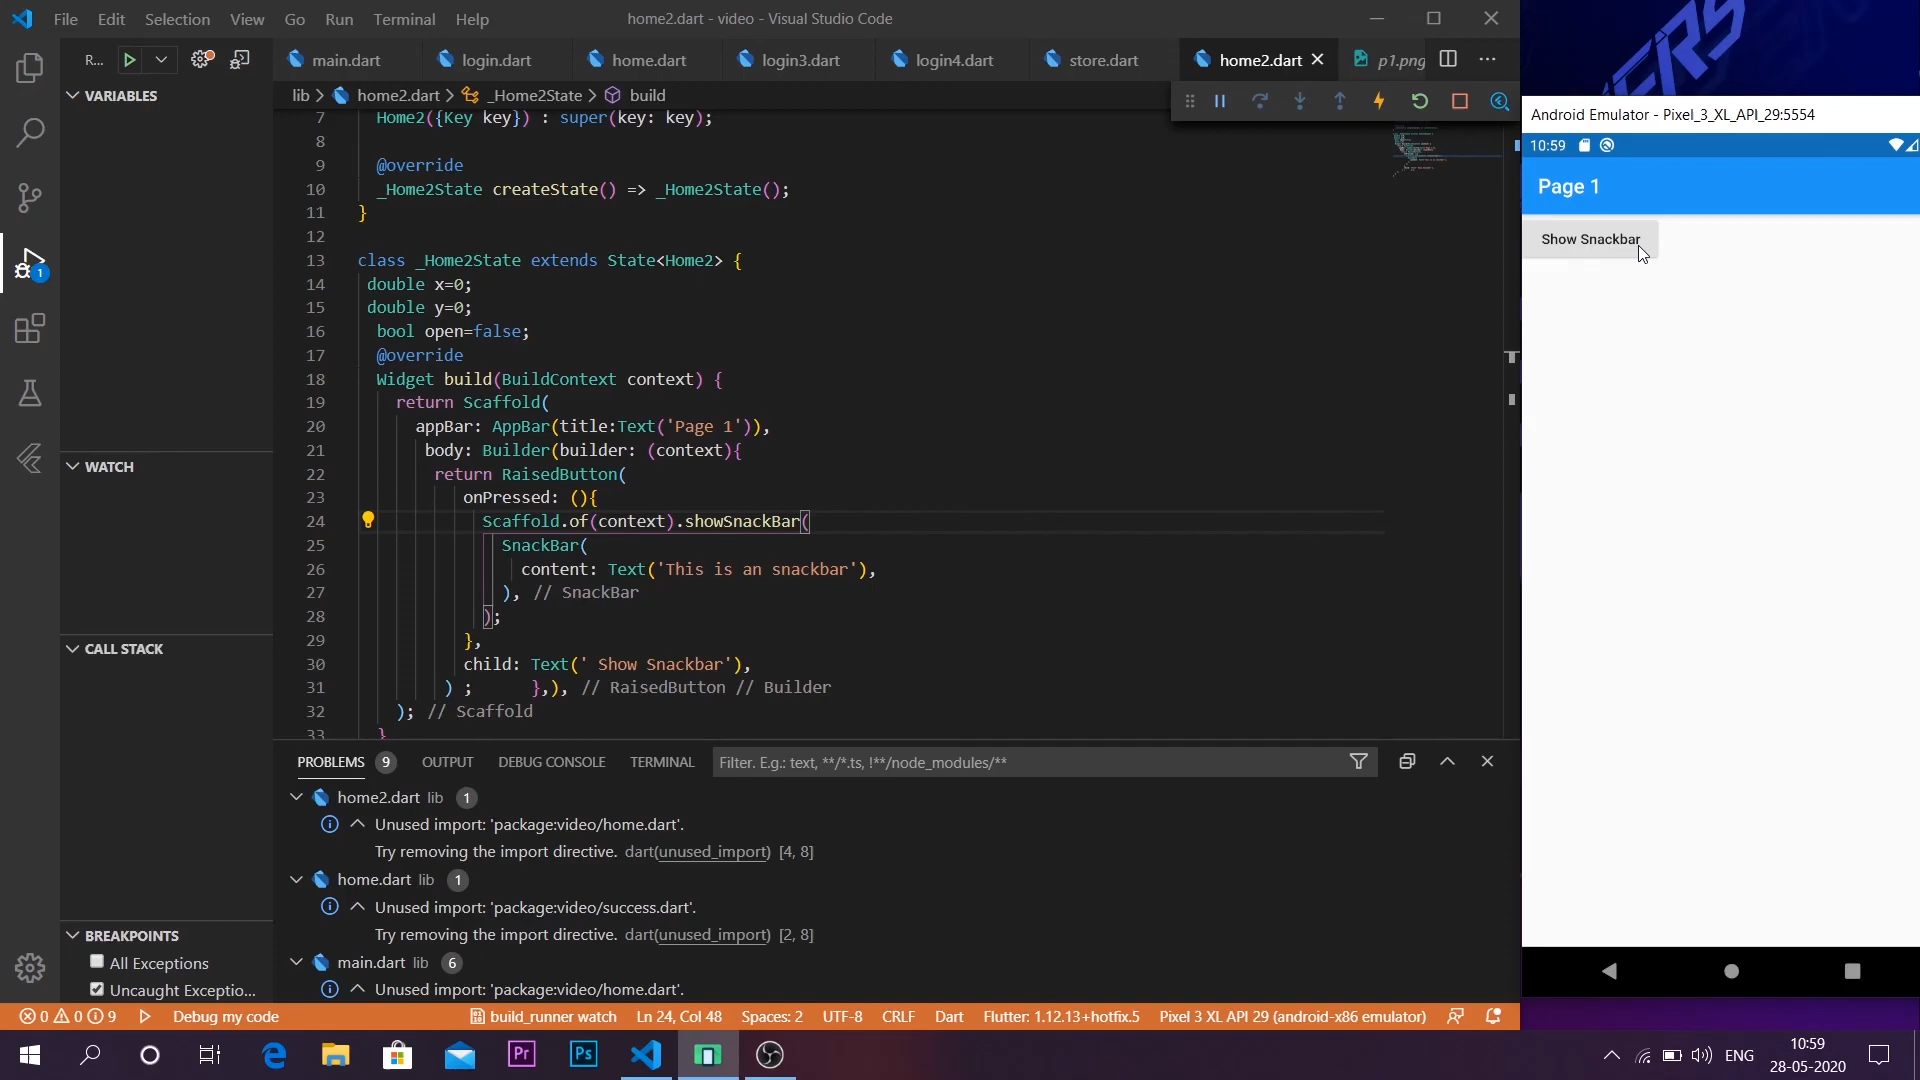 File Edit Selection View Go Run Terminal Help
home2.dart - video - Visual Studio Code
R...
main.dart
login.dart
home.dart
login3.dart
login4.dart
store.dart
home2.dart
p1.png
VARIABLES
WATCH
CALL STACK
BREAKPOINTS
All Exceptions
Uncaught Exceptio...
1
lib > home2.dart > _Home2State > build
7 Home2({Key key}) : super(key: key);
8
9 @override
10 _Home2State createState() => _Home2State();
11 }
12
13 class _Home2State extends State<Home2> {
14 double x=0;
15 double y=0;
16 bool open=false;
17 @override
18 Widget build(BuildContext context) {
19 return Scaffold(
20 appBar: AppBar(title:Text('Page 1')),
21 body: Builder(builder: (context){
22 return RaisedButton(
23 onPressed: (){
24 Scaffold.of(context).showSnackBar(
25 SnackBar(
26 content: Text('This is an snackbar'),
27 ), // SnackBar
28 );
29 },
30 child: Text(' Show Snackbar'),
31 ) ; },), // RaisedButton // Builder
32 ); // Scaffold
33 }
PROBLEMS 9 OUTPUT DEBUG CONSOLE TERMINAL Filter. E.g.: text, **/*.ts, !**/node_modules/**
home2.dart lib 1
Unused import: 'package:video/home.dart'.
Try removing the import directive. dart(unused_import) [4, 8]
home.dart lib 1
Unused import: 'package:video/success.dart'.
Try removing the import directive. dart(unused_import) [2, 8]
main.dart lib 6
Unused import: 'package:video/home.dart'.
0 0 9 Debug my code build_runner watch Ln 24, Col 48 Spaces: 2 UTF-8 CRLF Dart Flutter: 1.12.13+hotfix.5 Pixel 3 XL API 29 (android-x86 emulator)
Android Emulator - Pixel_3_XL_API_29:5554
10:59
Page 1
Show Snackbar
Pr Ps
ENG
10:59
28-05-2020